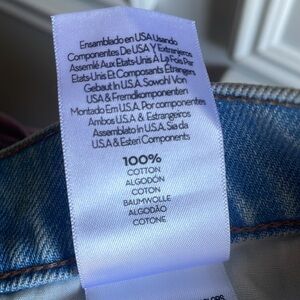 Ensamblado en USA Usando
Componentes De USA Y Extranjeros
Assemlé Aux Etats-Unis A La Fois Par
Etats-Unis Et Composants Étrangers
Gebaut In U.S.A. Sowohl Von
USA & Fremdkomponenten
Montado Em U.S.A. Por componentes
Ambos U.S.A & Estrangeiros
Assemblato In U.S.A. Sia da
U.S.A & Esteri Components
100%
COTTON
ALGODÓN
COTON
BAUMWOLLE
ALGODÃO
COTONE